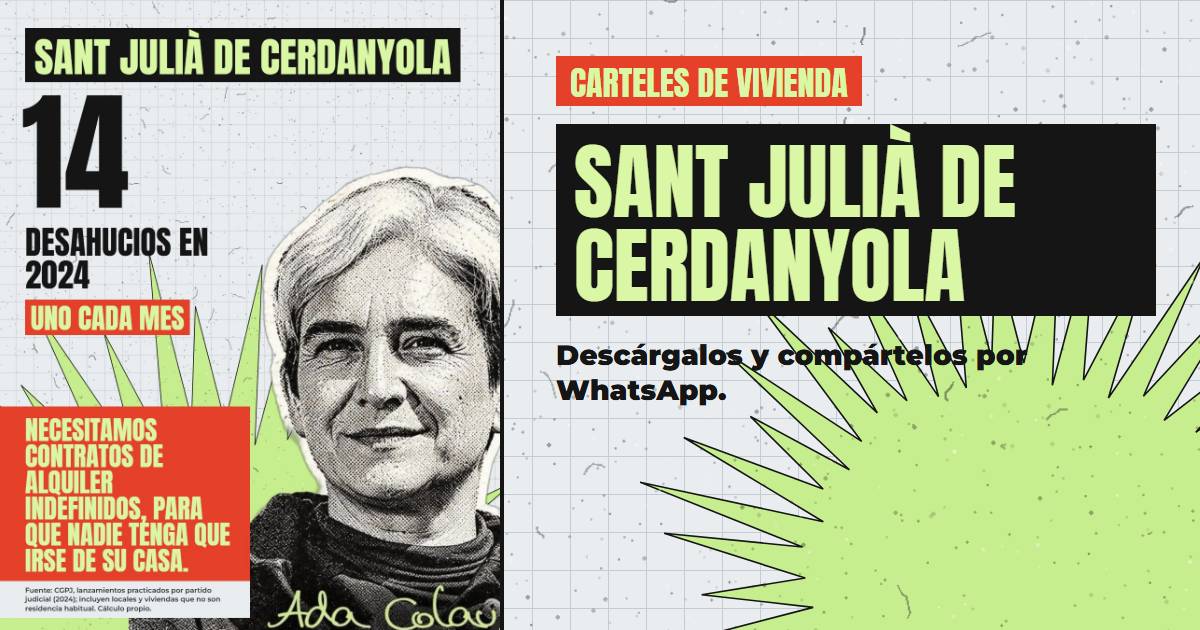 SANT JULIÀ DE CERDANYOLA
14
DESAHUCIOS EN
2024
UNO CADA MES
NECESITAMOS
CONTRATOS DE
ALQUILER
INDEFINIDOS, PARA
QUE NADIE TENGA QUE
IRSE DE SU CASA.
Fuente: CGPJ, lanzamientos practicados por partido
judicial (2024); incluyen locales y viviendas que no son
residencia habitual. Cálculo propio.
Ada Colau
CARTELES DE VIVIENDA
SANT JULIÀ DE
CERDANYOLA
Descárgalos y compártelos por
WhatsApp.